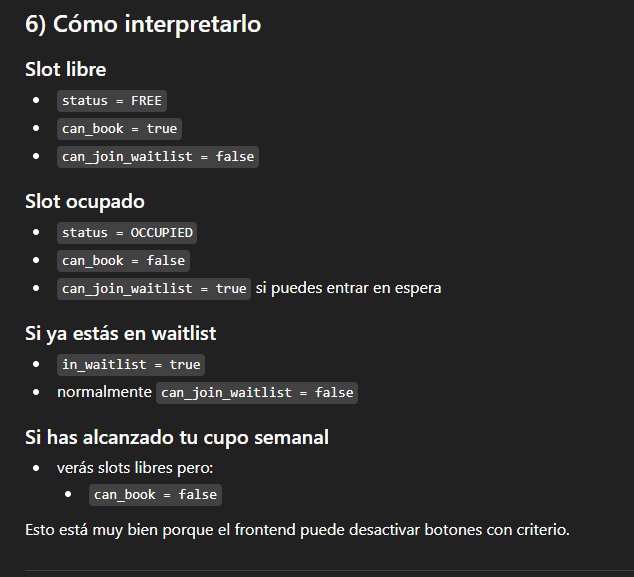 6) Cómo interpretarlo
Slot libre
• status = FREE
• can_book = true
• can_join_waitlist = false
Slot ocupado
• status = OCCUPIED
• can_book = false
• can_join_waitlist = true si puedes entrar en espera
Si ya estás en waitlist
• in_waitlist = true
• normalmente can_join_waitlist = false
Si has alcanzado tu cupo semanal
• verás slots libres pero:
• can_book = false
Esto está muy bien porque el frontend puede desactivar botones con criterio.